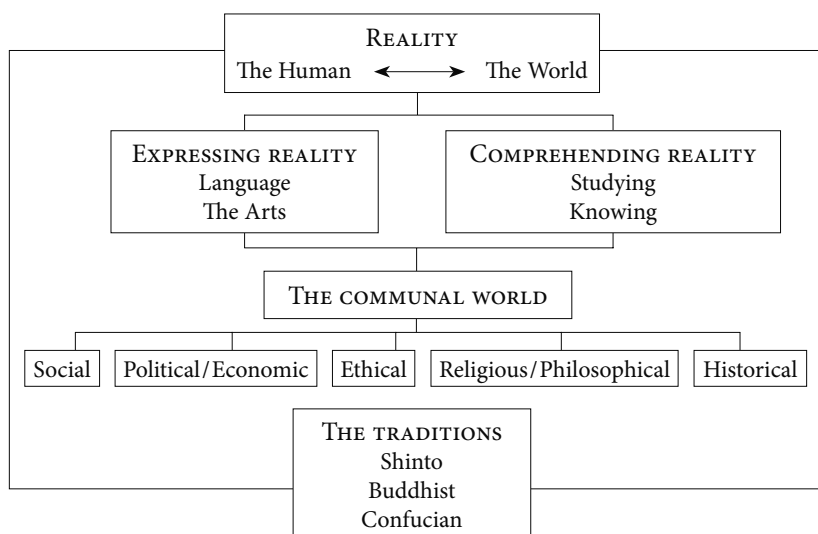 REALITY
The Human The World
EXPRESSING REALITY
Language
The Arts
COMPREHENDING REALITY
Studying
Knowing
THE COMMUNAL WORLD
Social
Political/Economic
Ethical
Religious/Philosophical
Historical
THE TRADITIONS
Shinto
Buddhist
Confucian